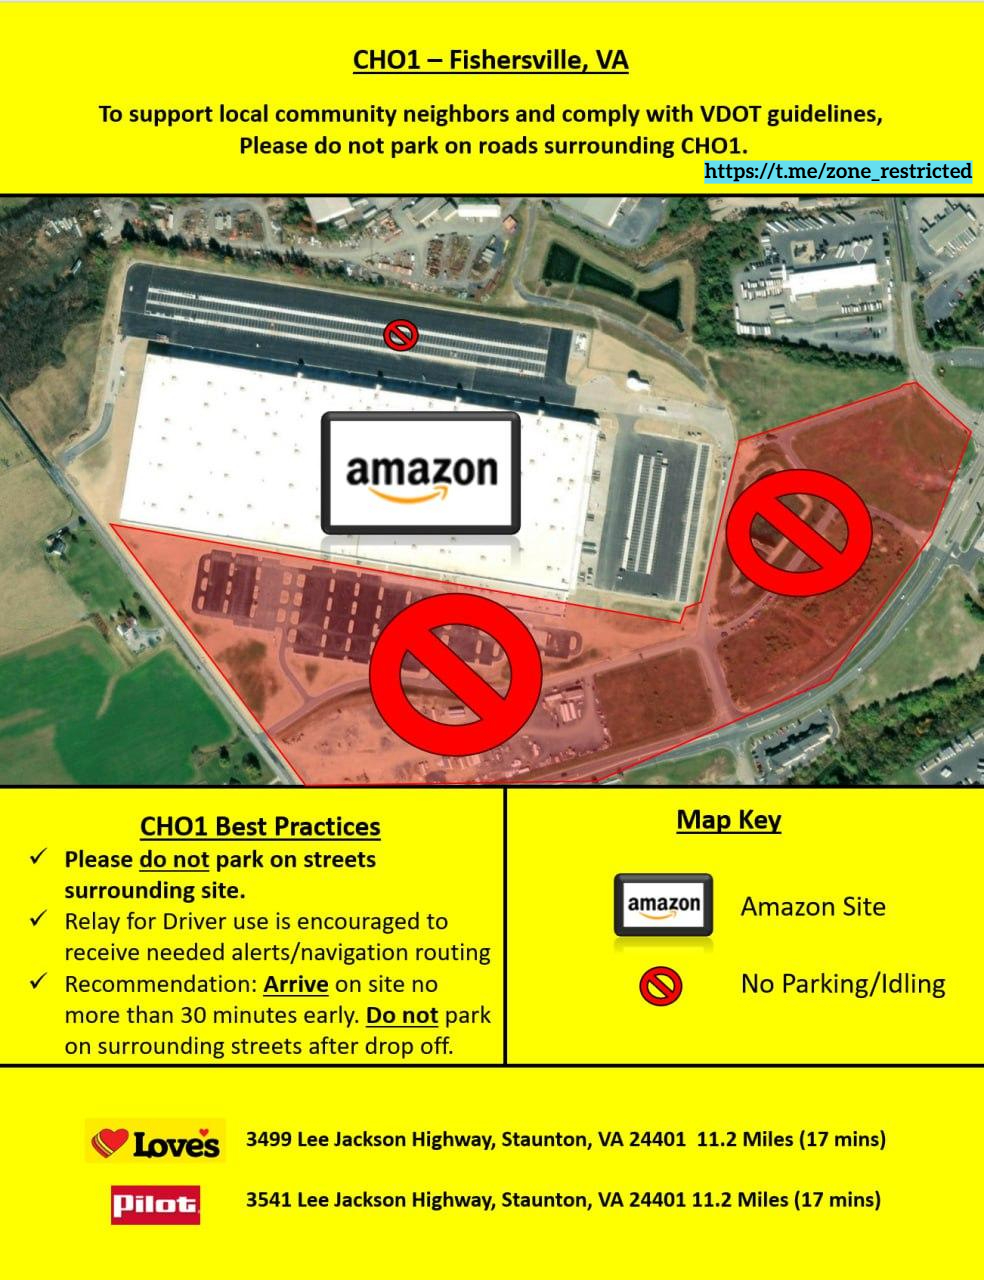 CHO1 – Fishersville, VA
To support local community neighbors and comply with VDOT guidelines,
Please do not park on roads surrounding CHO1.
https://t.me/zone_restricted
amazon
CHO1 Best Practices
✓ Please do not park on streets
surrounding site.
✓ Relay for Driver use is encouraged to
receive needed alerts/navigation routing
✓ Recommendation: Arrive on site no
more than 30 minutes early. Do not park
on surrounding streets after drop off.
Map Key
amazon Amazon Site
No Parking/Idling
Love's 3499 Lee Jackson Highway, Staunton, VA 24401 11.2 Miles (17 mins)
Pilot 3541 Lee Jackson Highway, Staunton, VA 24401 11.2 Miles (17 mins)